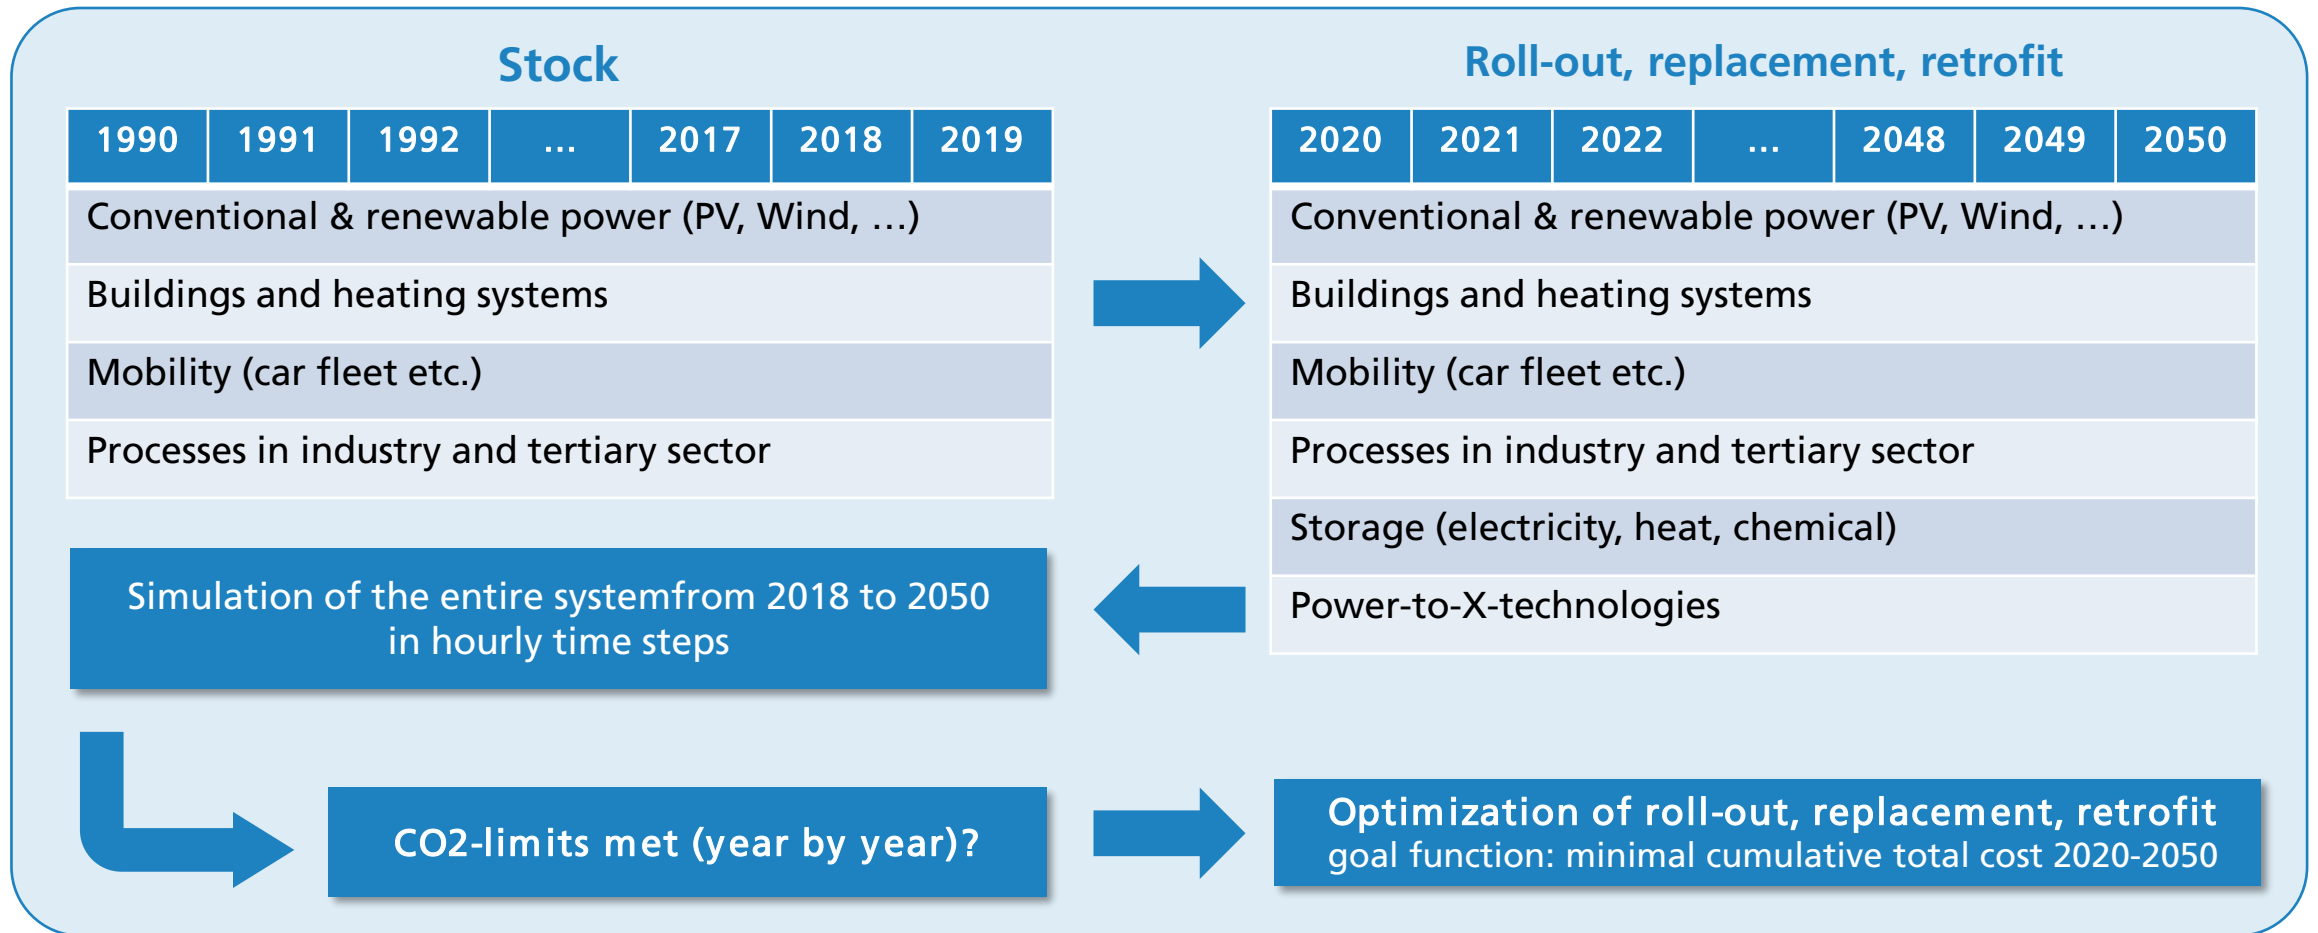 Stock
1990 1991 1992 ... 2017 2018 2019
Conventional & renewable power (PV, Wind, ...)
Buildings and heating systems
Mobility (car fleet etc.)
Processes in industry and tertiary sector
Roll-out, replacement, retrofit
2020 2021 2022 ... 2048 2049 2050
Conventional & renewable power (PV, Wind, ...)
Buildings and heating systems
Mobility (car fleet etc.)
Processes in industry and tertiary sector
Storage (electricity, heat, chemical)
Power-to-X-technologies
Simulation of the entire systemfrom 2018 to 2050
in hourly time steps
CO2-limits met (year by year)?
Optimization of roll-out, replacement, retrofit
goal function: minimal cumulative total cost 2020-2050